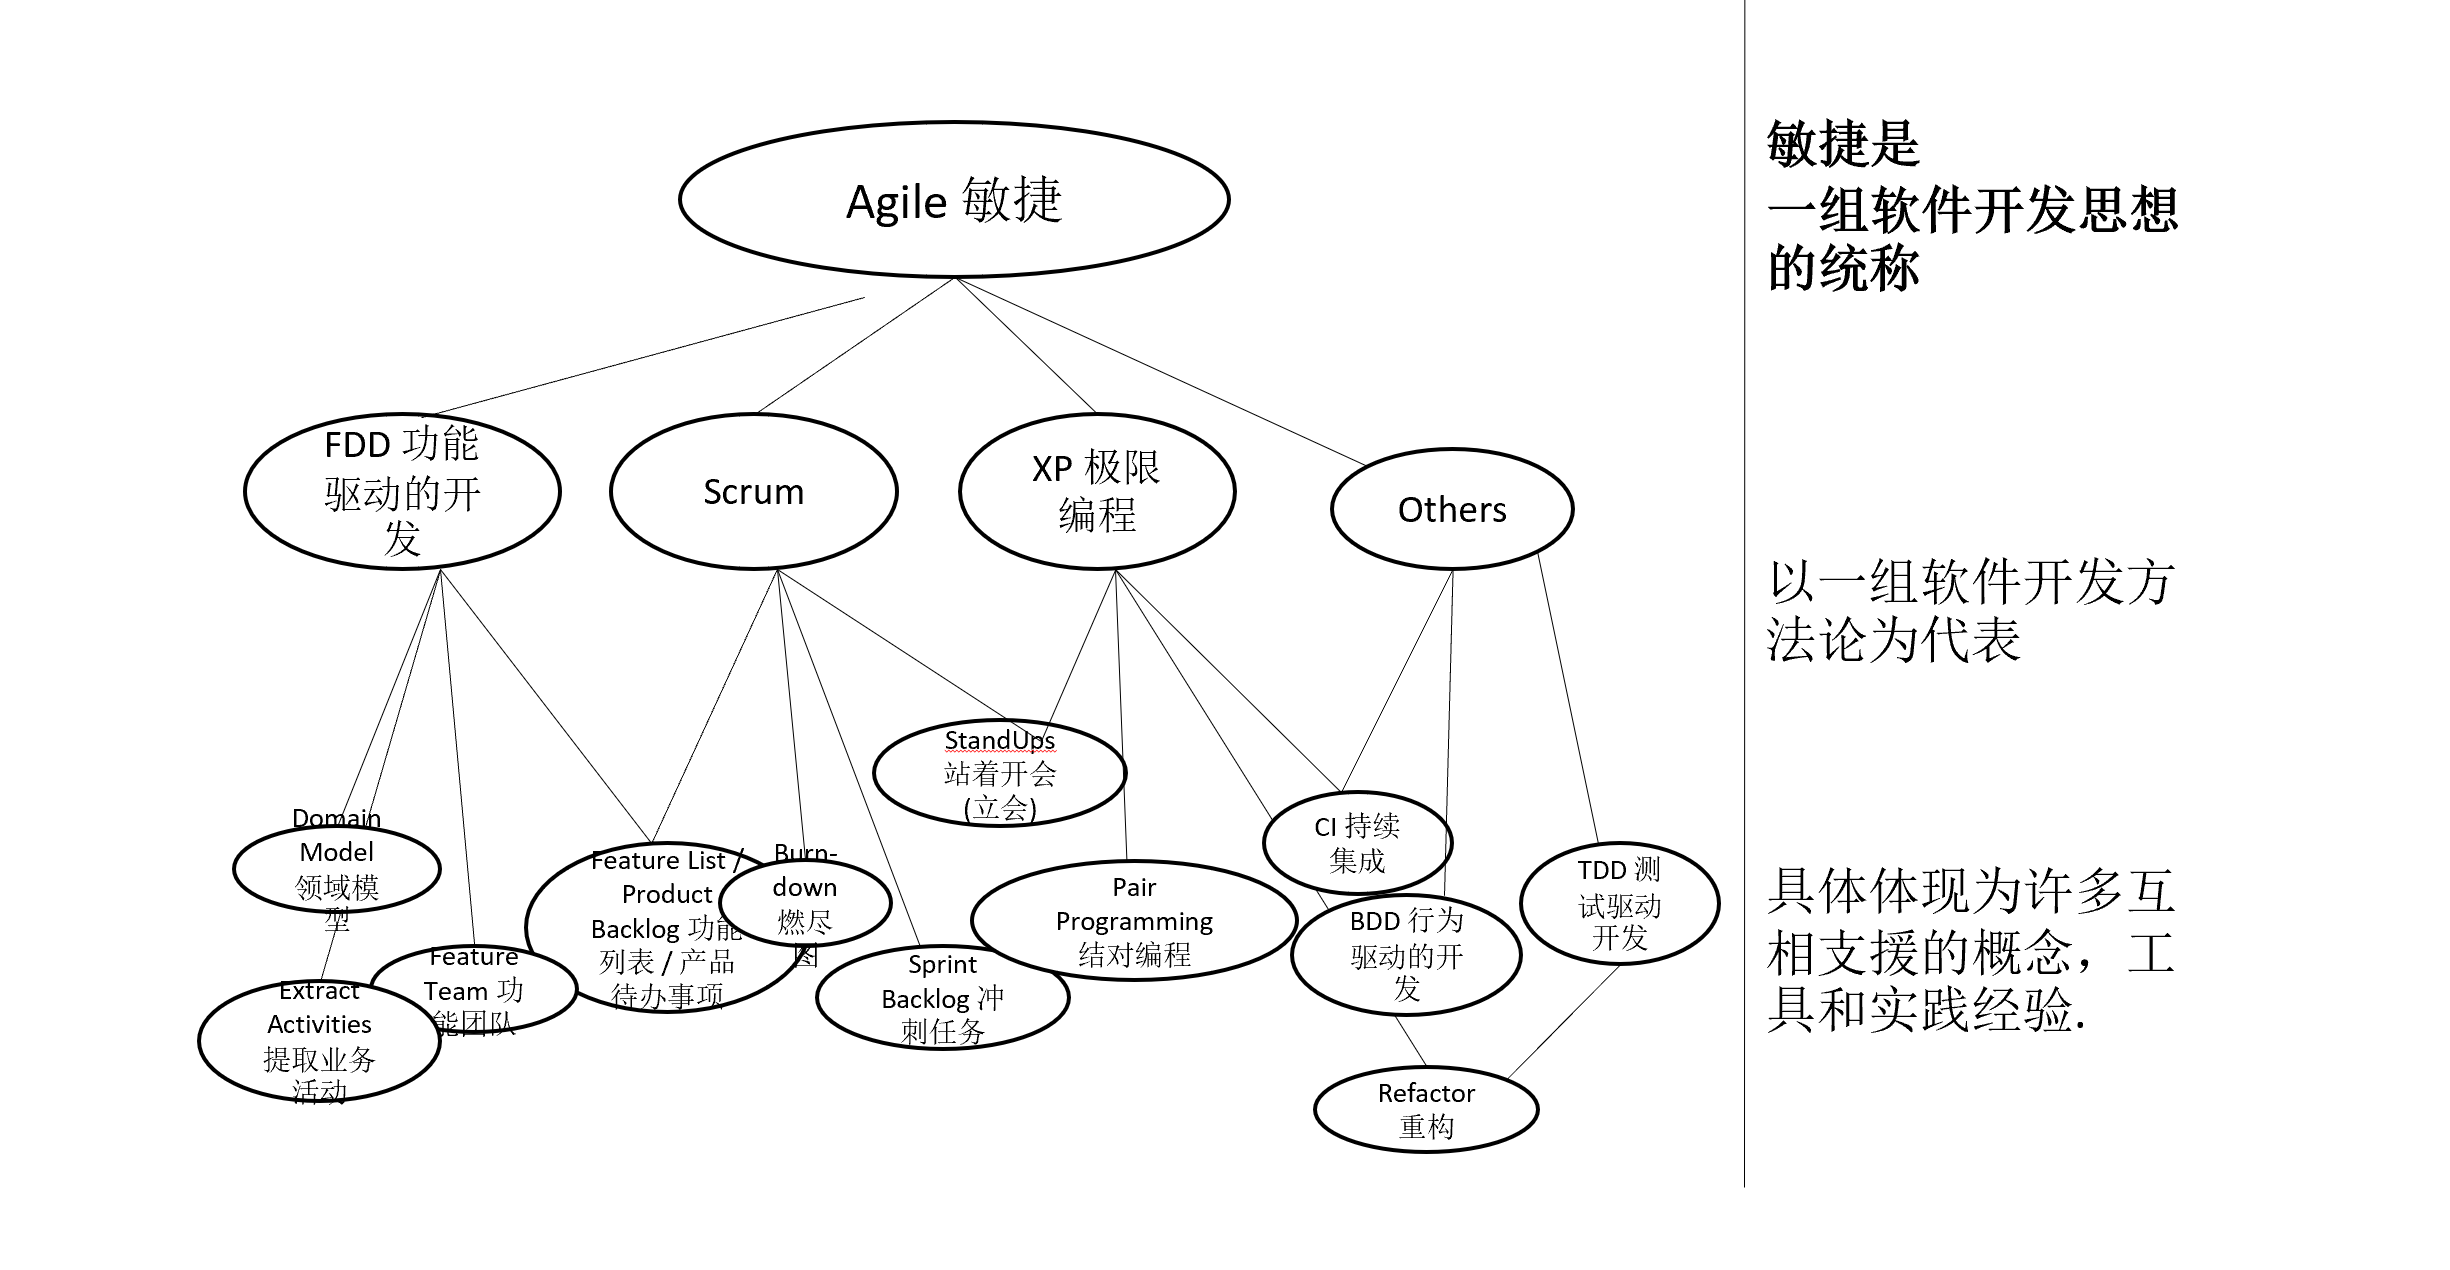 Agile 敏捷
敏捷是
一组软件开发思想
的统称
FDD 功能
驱动的开
发
Scrum
XP 极限
编程
Others
以一组软件开发方
法论为代表
StandUps
站着开会
(立会)
Domain
Model
领域模
型
Extract
Activities
提取业务
活动
Feature
Team 功
能团队
Feature List /
Product
Backlog 功能
列表 / 产品
待办事项
Burn-
down
燃尽
图
Sprint
Backlog 冲
刺任务
Pair
Programming
结对编程
CI 持续
集成
BDD 行为
驱动的开
发
TDD 测
试驱动
开发
Refactor
重构
具体体现为许多互
相支援的概念，工
具和实践经验.